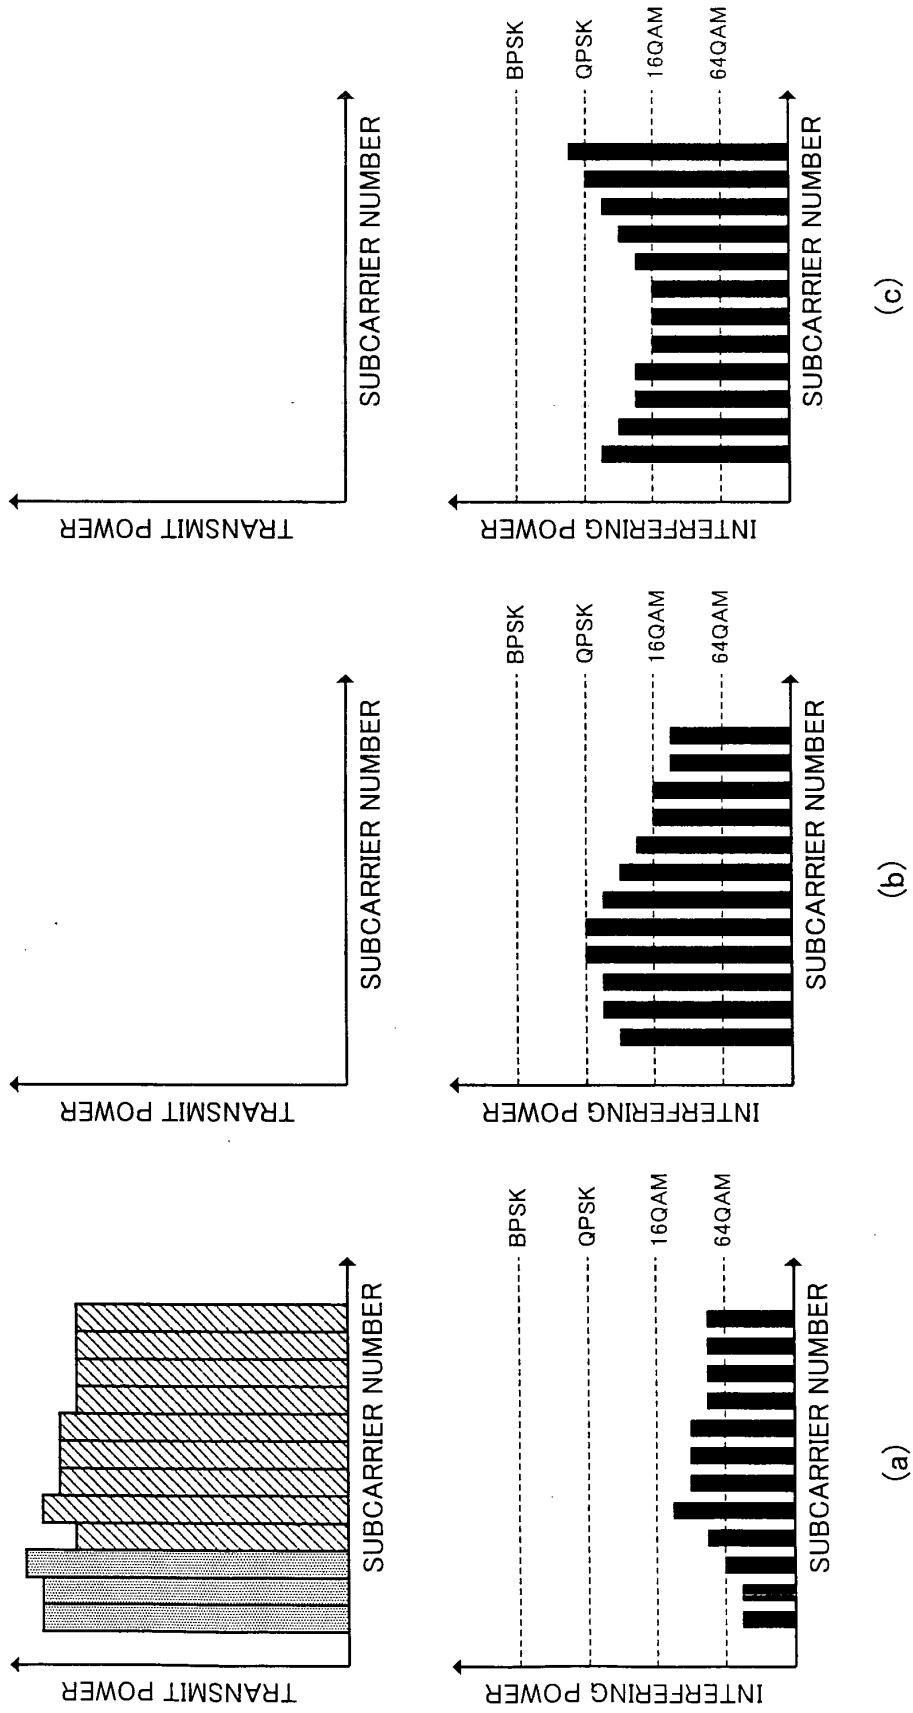 TRANSMIT POWER
SUBCARRIER NUMBER
INTERFERING POWER
BPSK
QPSK
16QAM
64QAM
SUBCARRIER NUMBER
(a)
TRANSMIT POWER
SUBCARRIER NUMBER
INTERFERING POWER
BPSK
QPSK
16QAM
64QAM
SUBCARRIER NUMBER
(b)
TRANSMIT POWER
SUBCARRIER NUMBER
INTERFERING POWER
BPSK
QPSK
16QAM
64QAM
SUBCARRIER NUMBER
(c)